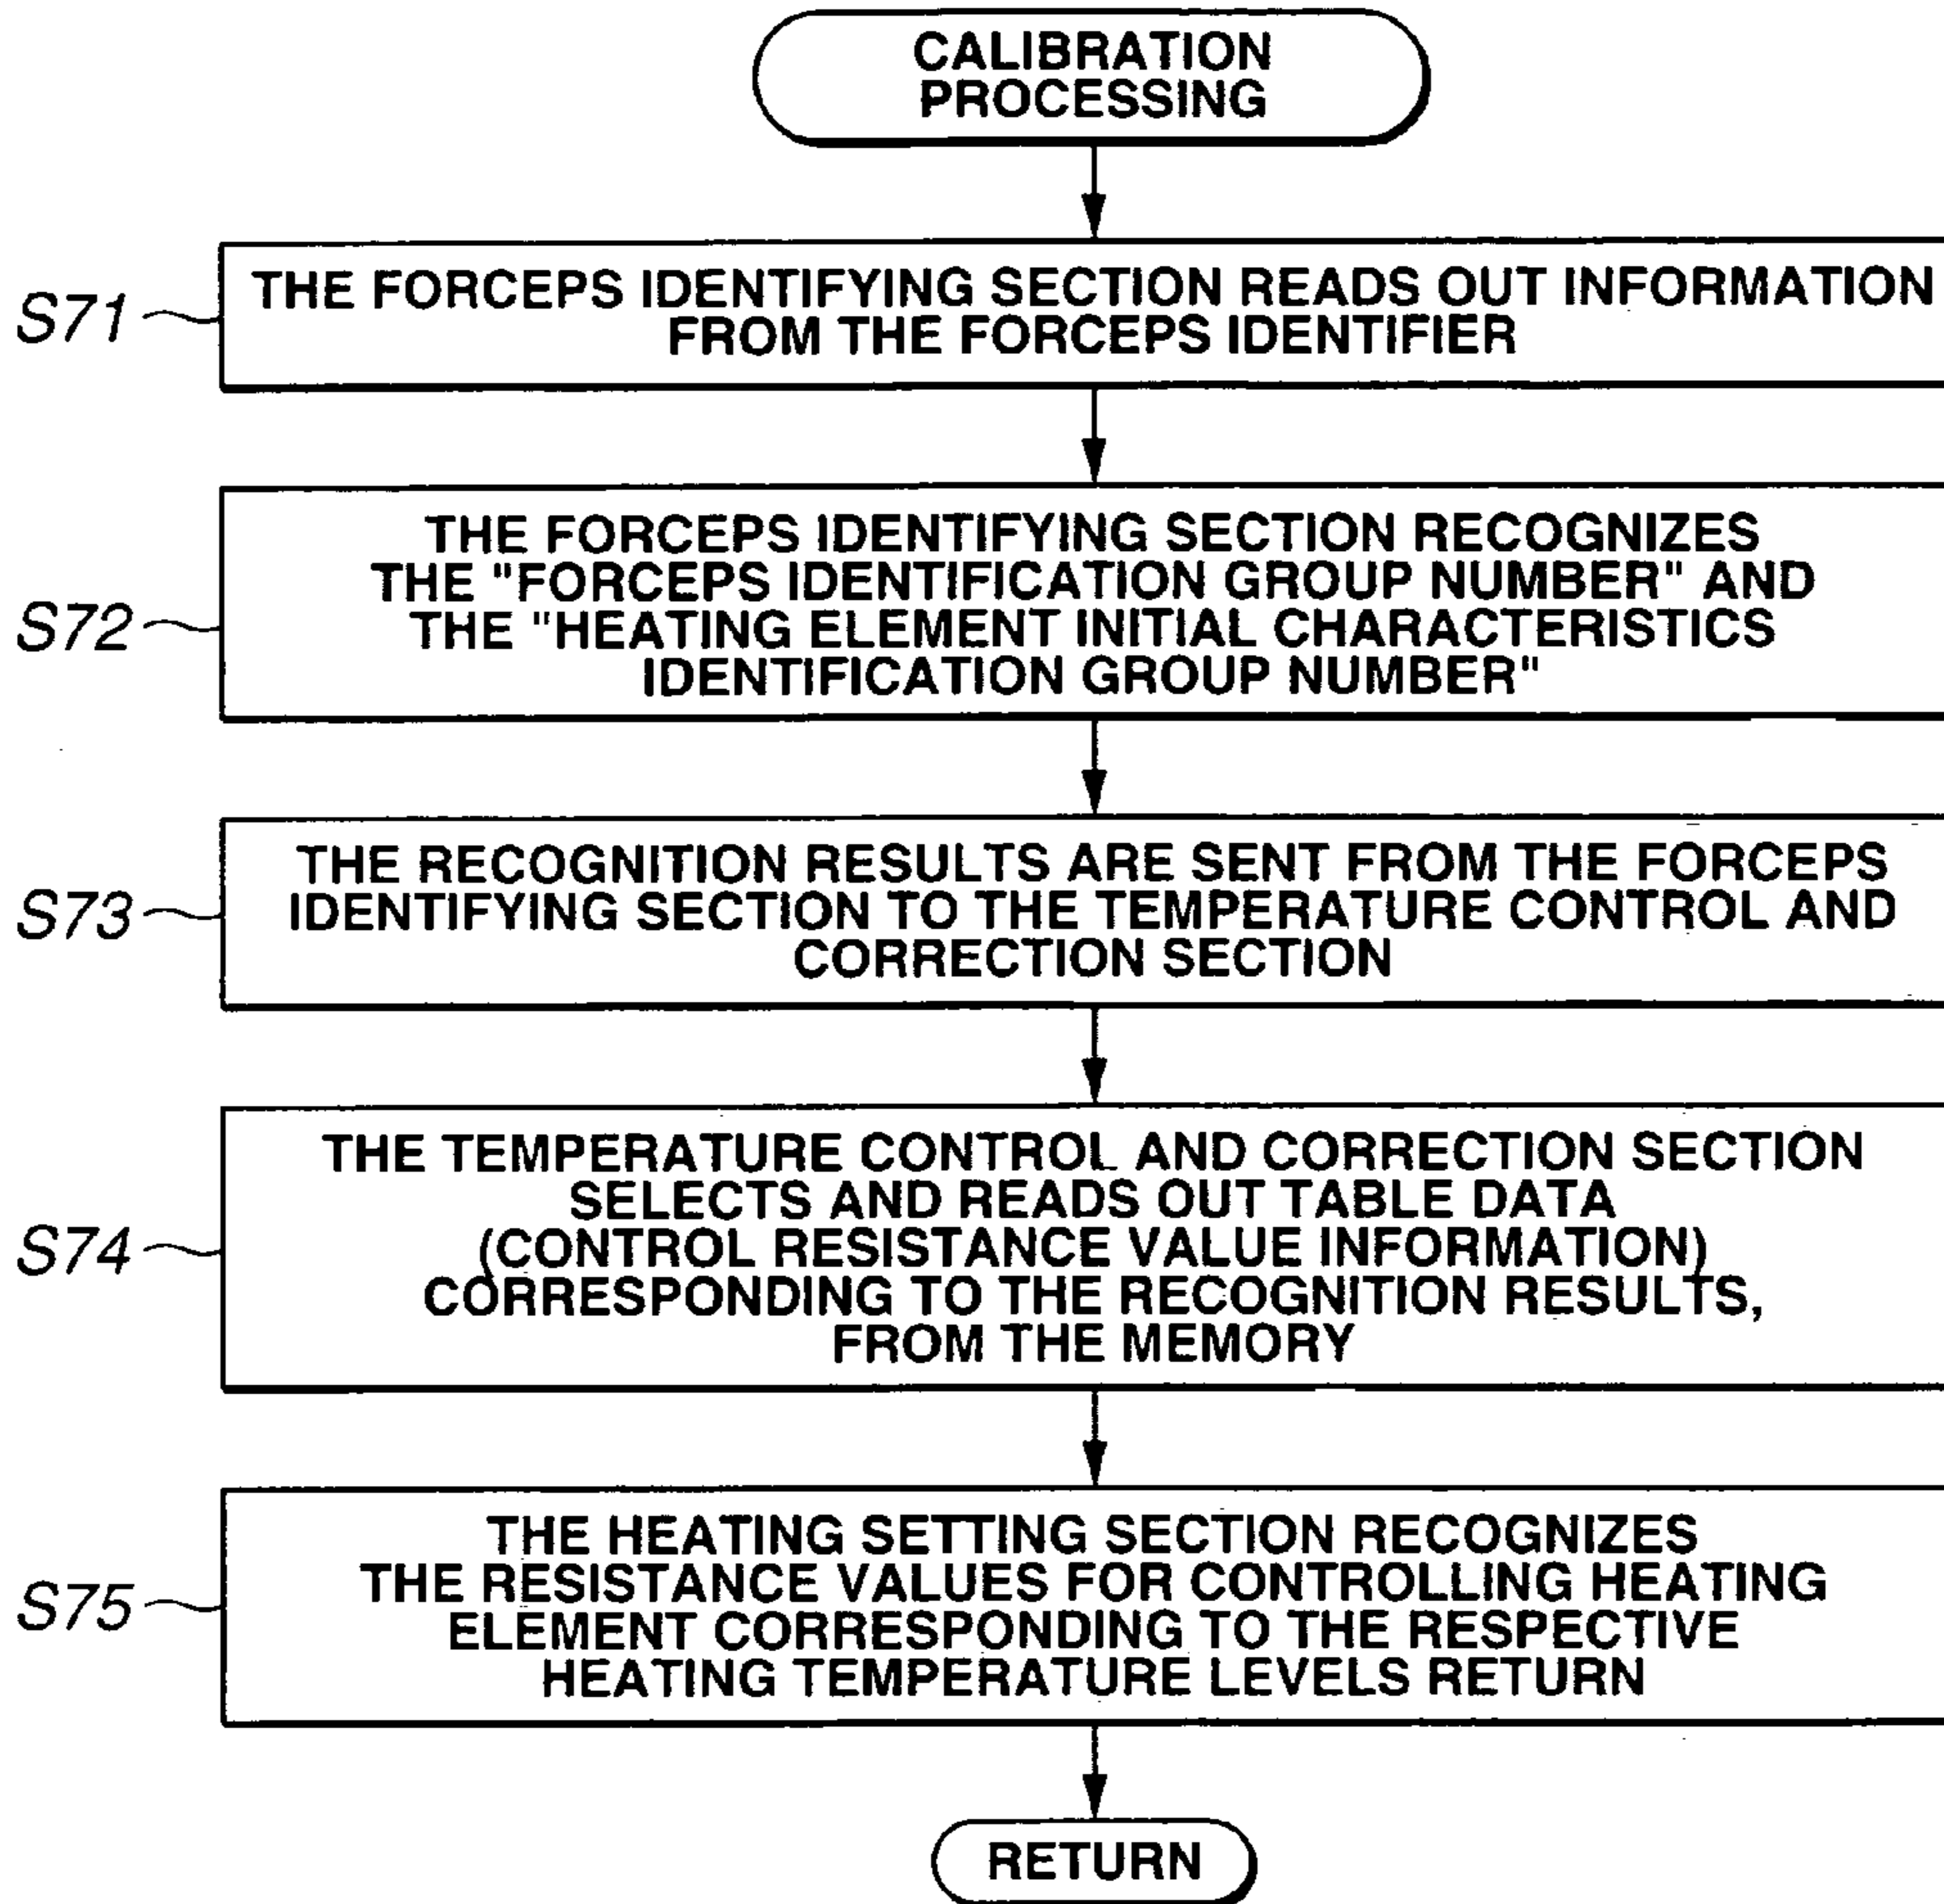 CALIBRATION
PROCESSING
S71
THE FORCEPS IDENTIFYING SECTION READS OUT INFORMATION
FROM THE FORCEPS IDENTIFIER
S72
THE FORCEPS IDENTIFYING SECTION RECOGNIZES
THE "FORCEPS IDENTIFICATION GROUP NUMBER" AND
THE "HEATING ELEMENT INITIAL CHARACTERISTICS
IDENTIFICATION GROUP NUMBER"
S73
THE RECOGNITION RESULTS ARE SENT FROM THE FORCEPS
IDENTIFYING SECTION TO THE TEMPERATURE CONTROL AND
CORRECTION SECTION
S74
THE TEMPERATURE CONTROL AND CORRECTION SECTION
SELECTS AND READS OUT TABLE DATA
(CONTROL RESISTANCE VALUE INFORMATION)
CORRESPONDING TO THE RECOGNITION RESULTS,
FROM THE MEMORY
S75
THE HEATING SETTING SECTION RECOGNIZES
THE RESISTANCE VALUES FOR CONTROLLING HEATING
ELEMENT CORRESPONDING TO THE RESPECTIVE
HEATING TEMPERATURE LEVELS RETURN
RETURN